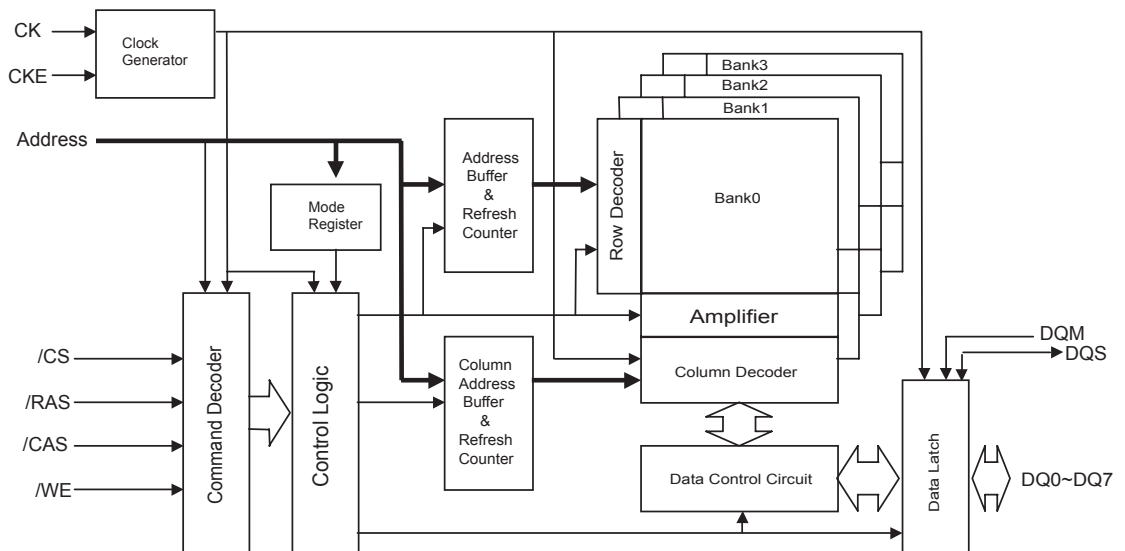 CK
CKE
Clock
Generator
Address
Mode
Register
Address
Buffer
&
Refresh
Counter
Row Decoder
Bank3
Bank2
Bank1
Bank0
Amplifier
Column Decoder
/CS
/RAS
/CAS
/WE
Command Decoder
Control Logic
Column
Address
Buffer
&
Refresh
Counter
Data Control Circuit
DQM
DQS
Data Latch
DQ0~DQ7